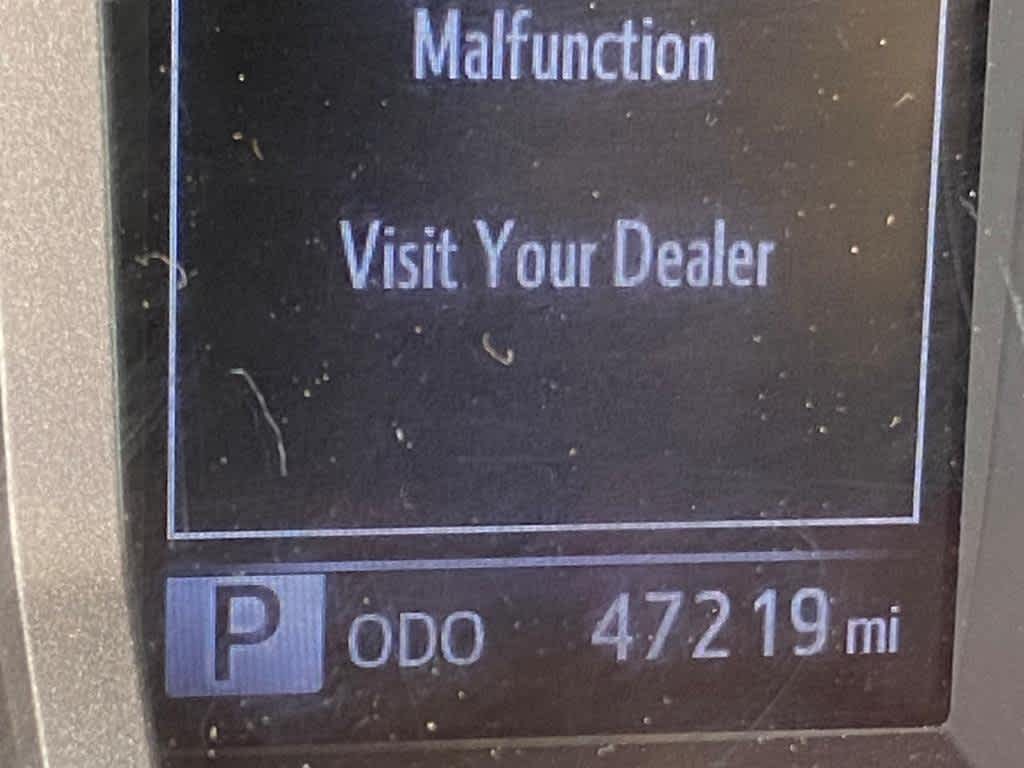 Malfunction
Visit Your Dealer
P ODO 47219 mi